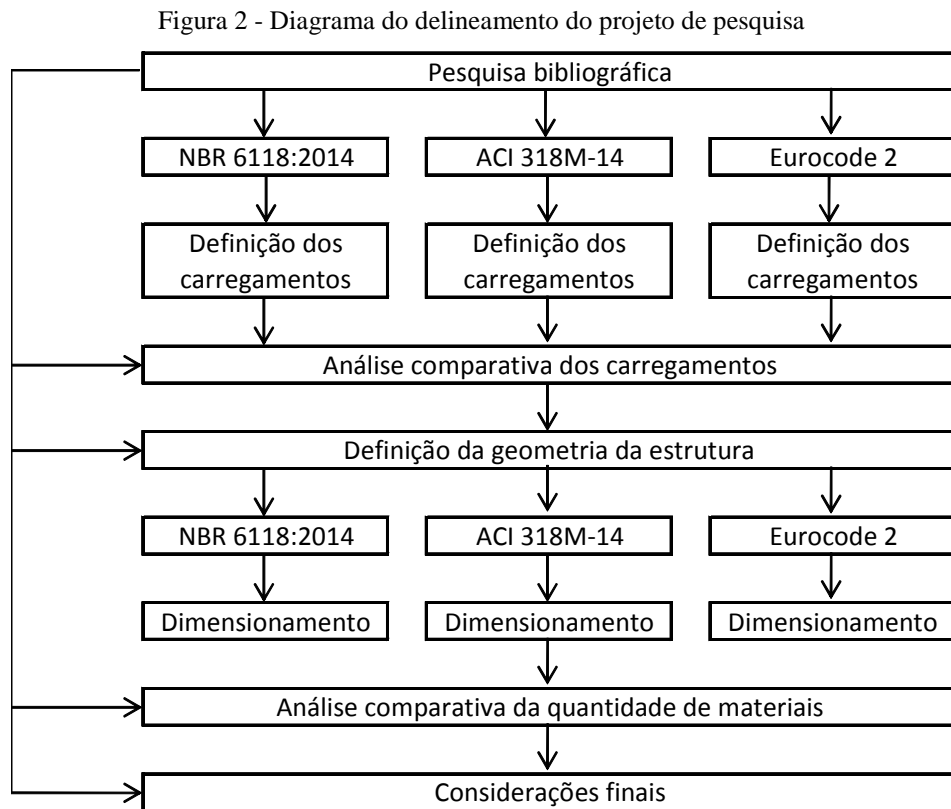 Figura 2 - Diagrama do delineamento do projeto de pesquisa
Pesquisa bibliográfica
NBR 6118:2014
ACI 318M-14
Eurocode 2
Definição dos
carregamentos
Definição dos
carregamentos
Definição dos
carregamentos
Análise comparativa dos carregamentos
Definição da geometria da estrutura
NBR 6118:2014
ACI 318M-14
Eurocode 2
Dimensionamento
Dimensionamento
Dimensionamento
Análise comparativa da quantidade de materiais
Considerações finais